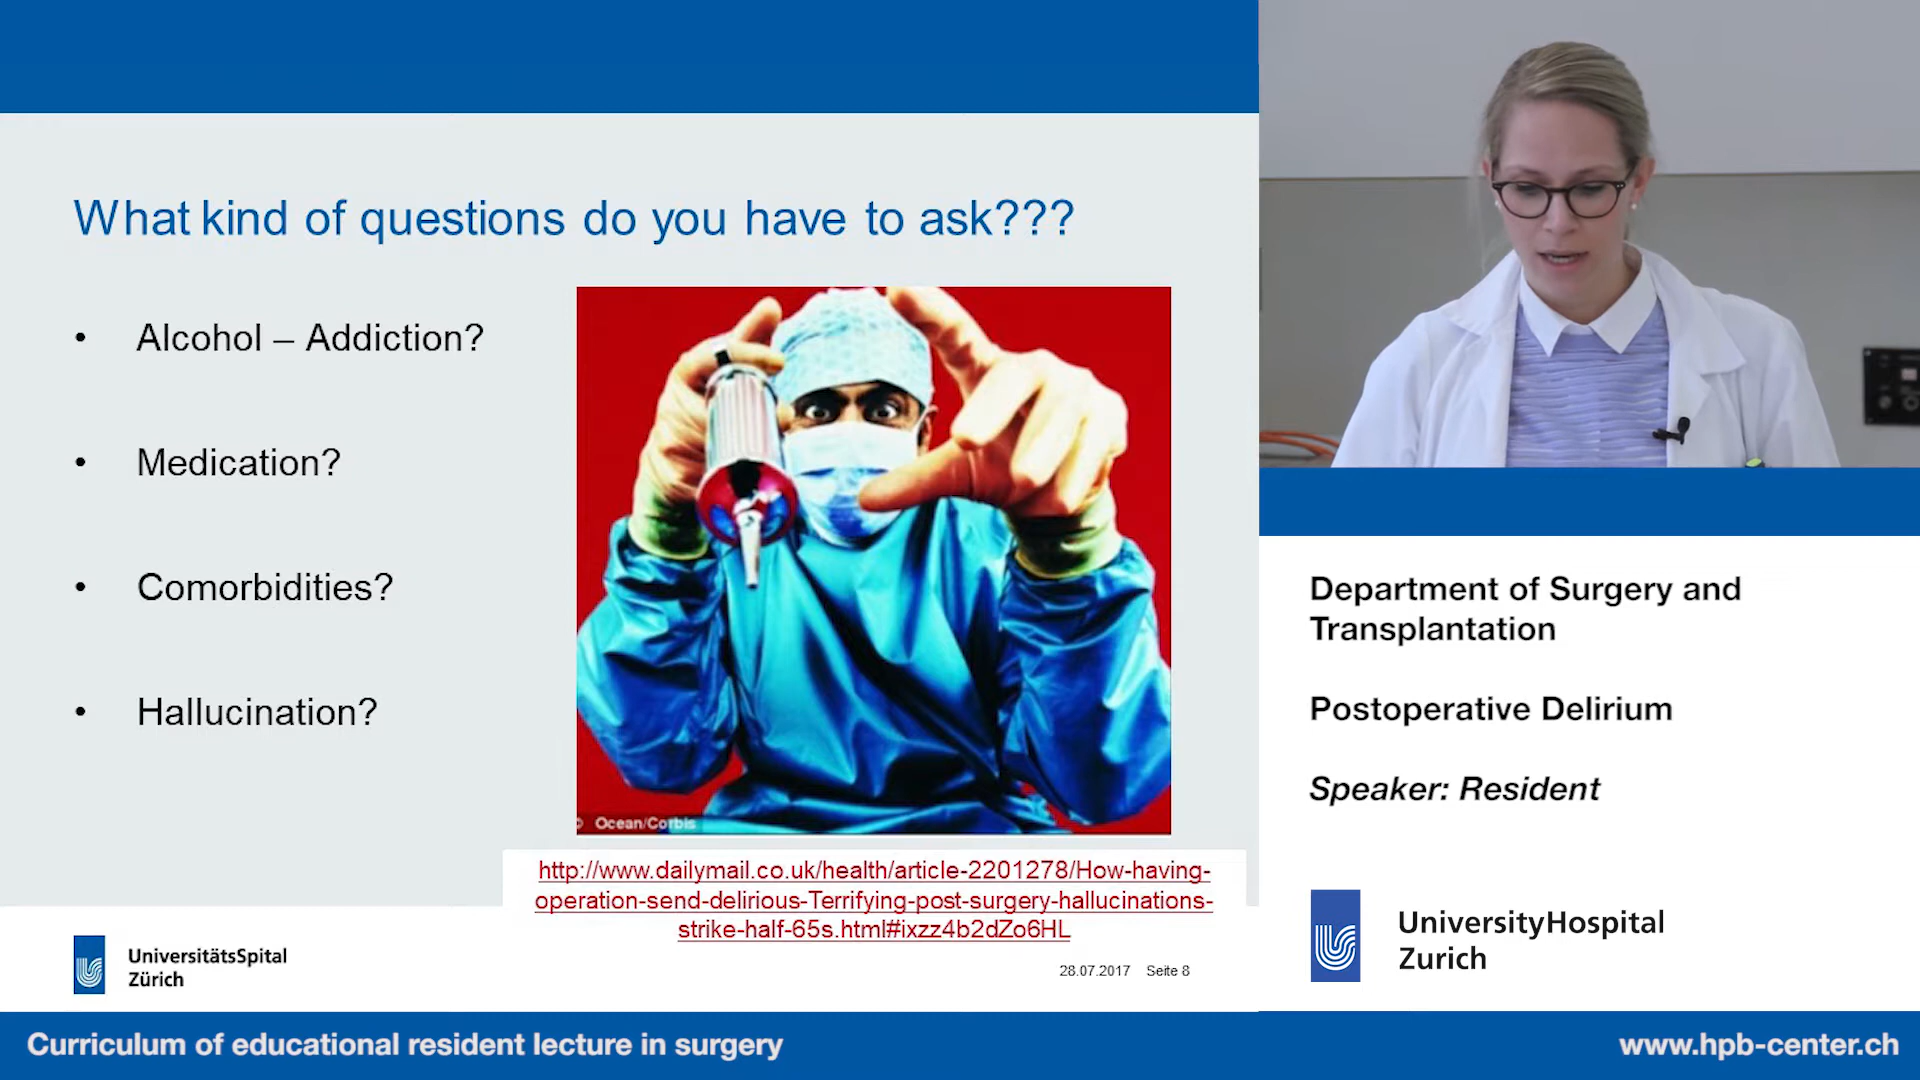 What kind of questions do you have to ask???
• Alcohol – Addiction?
• Medication?
• Comorbidities?
• Hallucination?
© Ocean/Corbis
http://www.dailymail.co.uk/health/article-2201278/How-having-
operation-send-delirious-Terrifying-post-surgery-hallucinations-
strike-half-65s.html#ixzz4b2dZo6HL
UniversitätsSpital
Zürich
28.07.2017 Seite 8
Department of Surgery and
Transplantation
Postoperative Delirium
Speaker: Resident
UniversityHospital
Zurich
Curriculum of educational resident lecture in surgery
www.hpb-center.ch